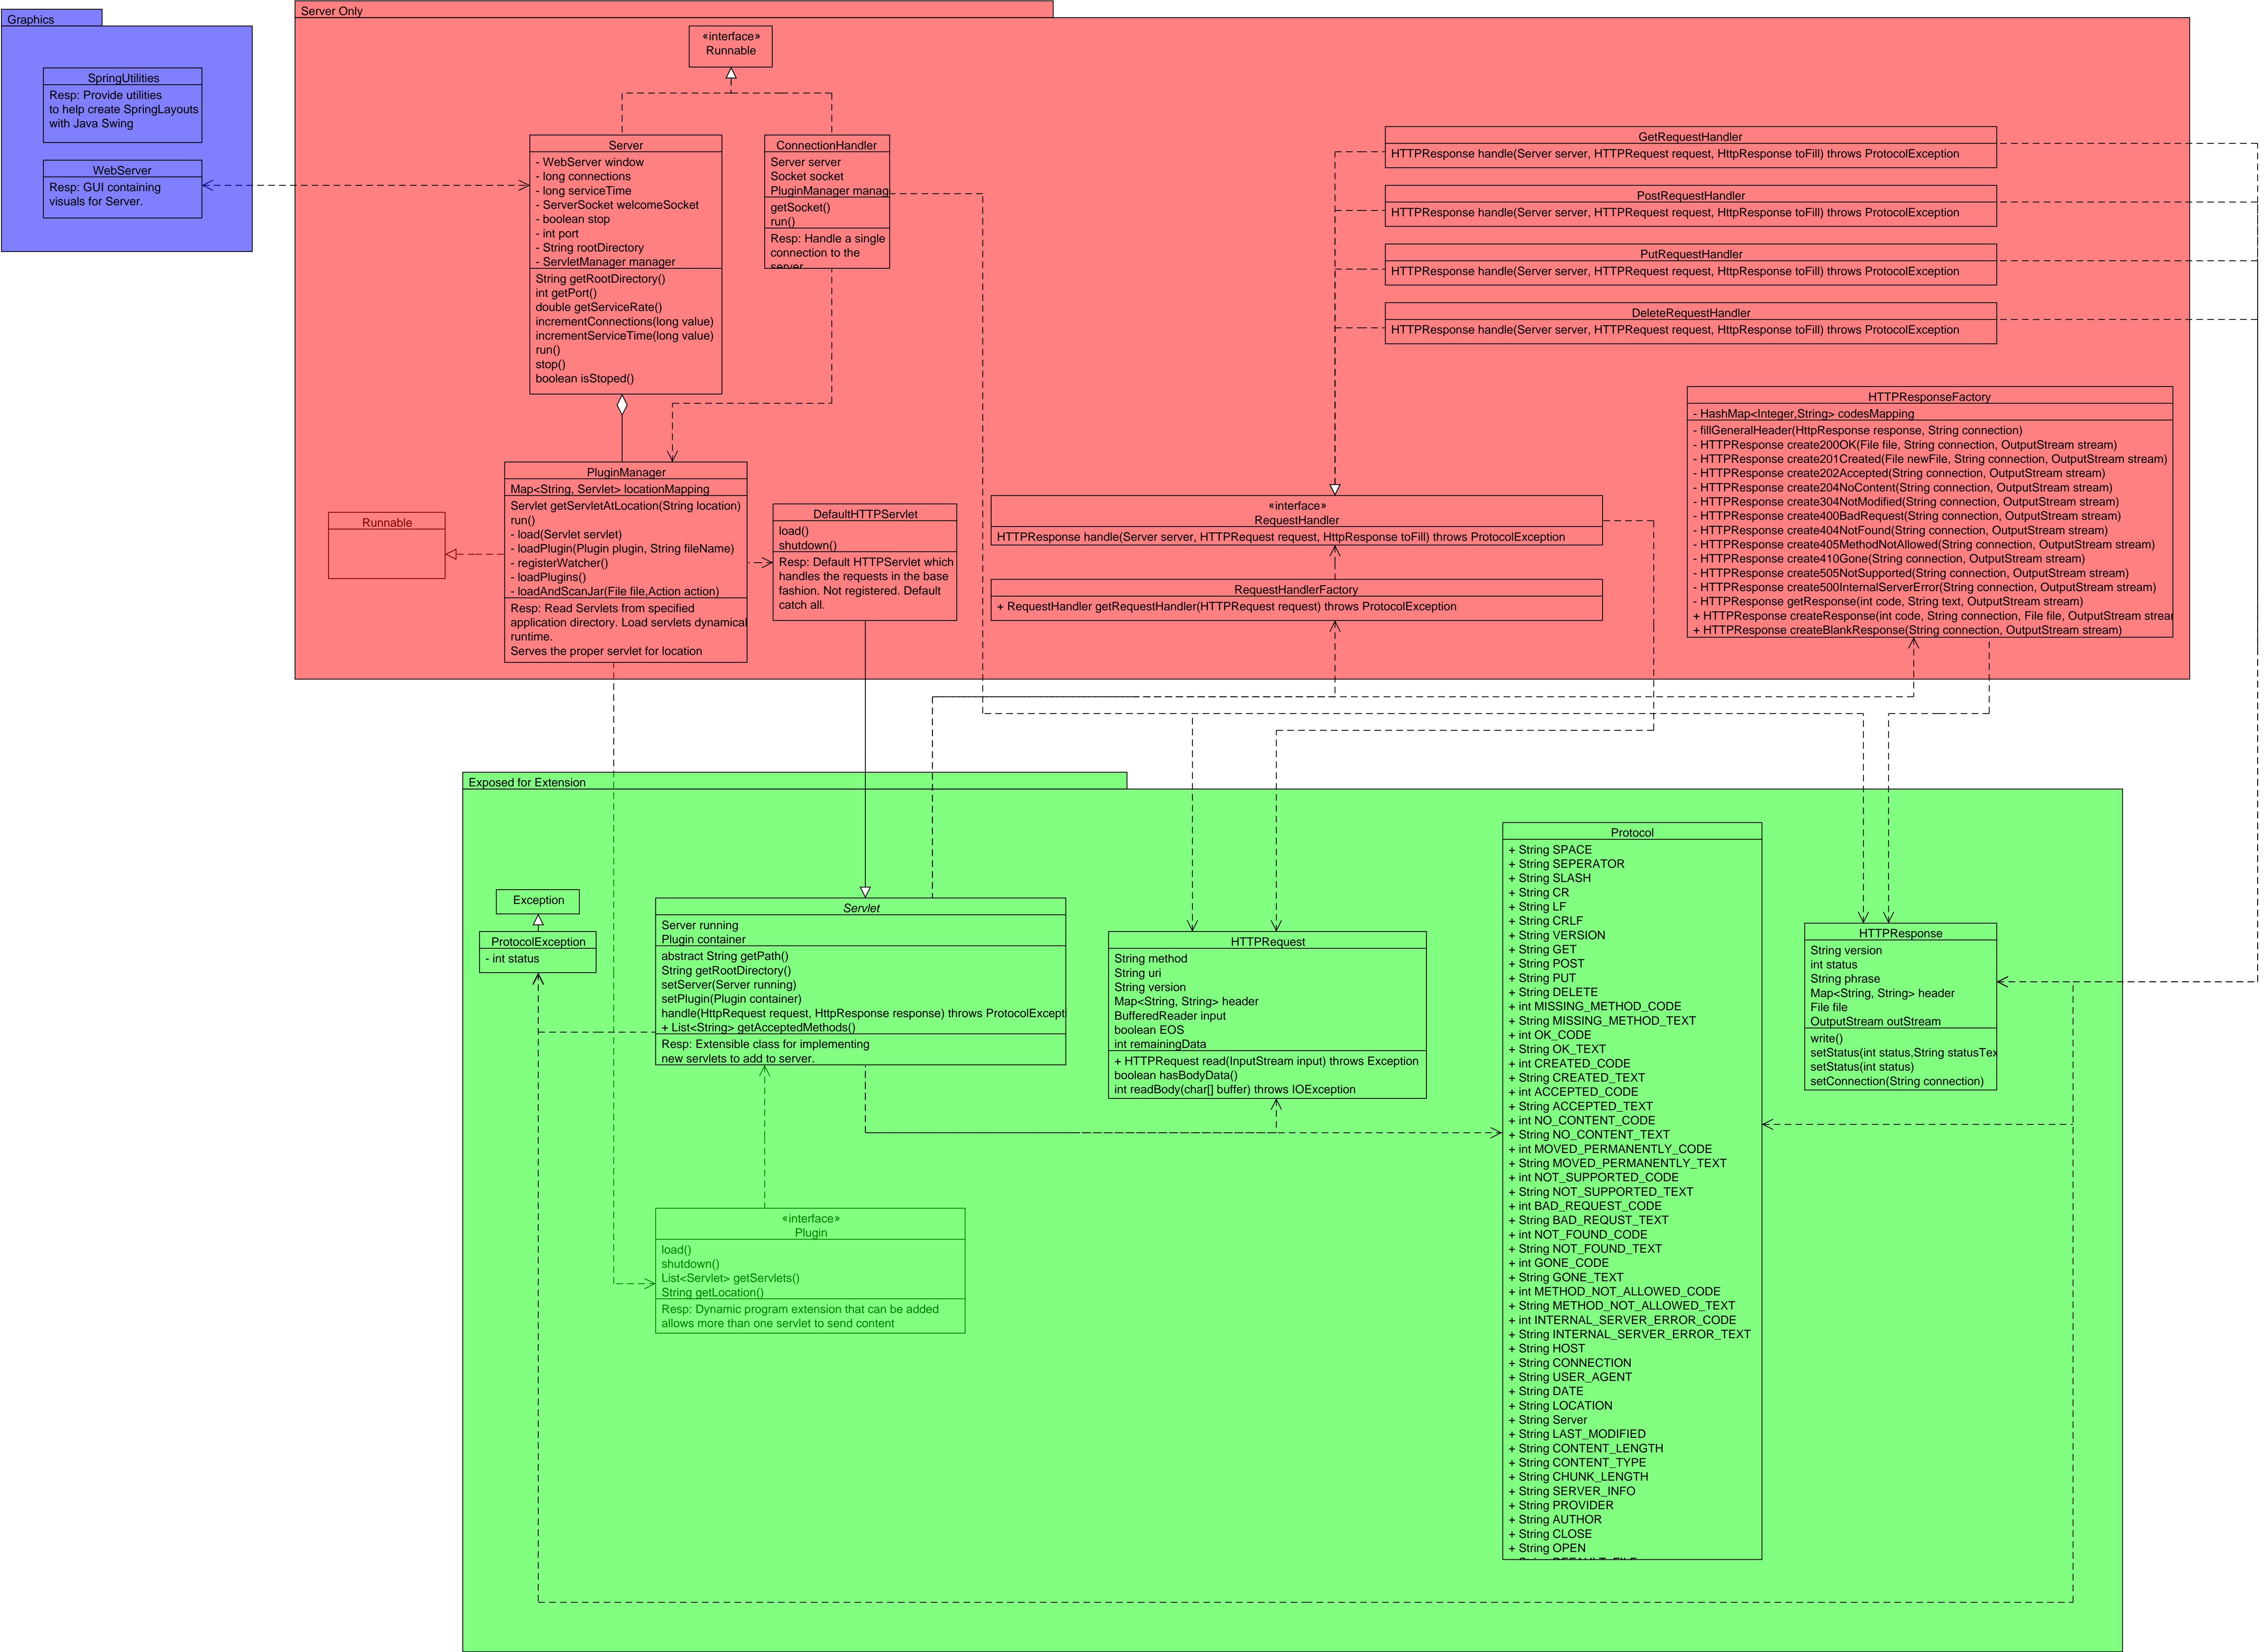 Graphics
SpringUtilities
Resp: Provide utilities
to help create SpringLayouts
with Java Swing
WebServer
Resp: GUI containing
visuals for Server.
Server Only
«interface»
Runnable
Server
- WebServer window
- long connections
- long serviceTime
- ServerSocket welcomeSocket
- boolean stop
- int port
- String rootDirectory
- ServletManager manager
String getRootDirectory()
int getPort()
double getServiceRate()
incrementConnections(long value)
incrementServiceTime(long value)
run()
stop()
boolean isStoped()
ConnectionHandler
Server server
Socket socket
PluginManager manag
getSocket()
run()
Resp: Handle a single
connection to the
server
GetRequestHandler
HTTPResponse handle(Server server, HTTPRequest request, HttpResponse toFill) throws ProtocolException
PostRequestHandler
HTTPResponse handle(Server server, HTTPRequest request, HttpResponse toFill) throws ProtocolException
PutRequestHandler
HTTPResponse handle(Server server, HTTPRequest request, HttpResponse toFill) throws ProtocolException
DeleteRequestHandler
HTTPResponse handle(Server server, HTTPRequest request, HttpResponse toFill) throws ProtocolException
HTTPResponseFactory
- HashMap<Integer,String> codesMapping
- fillGeneralHeader(HttpResponse response, String connection)
- HTTPResponse create200OK(File file, String connection, OutputStream stream)
- HTTPResponse create201Created(File newFile, String connection, OutputStream stream)
- HTTPResponse create202Accepted(String connection, OutputStream stream)
- HTTPResponse create204NoContent(String connection, OutputStream stream)
- HTTPResponse create304NotModified(String connection, OutputStream stream)
- HTTPResponse create400BadRequest(String connection, OutputStream stream)
- HTTPResponse create404NotFound(String connection, OutputStream stream)
- HTTPResponse create405MethodNotAllowed(String connection, OutputStream stream)
- HTTPResponse create410Gone(String connection, OutputStream stream)
- HTTPResponse create505NotSupported(String connection, OutputStream stream)
- HTTPResponse create500InternalServerError(String connection, OutputStream stream)
- HTTPResponse getResponse(int code, String text, OutputStream stream)
+ HTTPResponse createResponse(int code, String connection, File file, OutputStream strear
+ HTTPResponse createBlankResponse(String connection, OutputStream stream)
Runnable
PluginManager
Map<String, Servlet> locationMapping
Servlet getServletAtLocation(String location)
run()
- load(Servlet servlet)
- loadPlugin(Plugin plugin, String fileName)
- registerWatcher()
- loadPlugins()
- loadAndScanJar(File file,Action action)
Resp: Read Servlets from specified
application directory. Load servlets dynamical
runtime.
Serves the proper servlet for location
DefaultHTTPServlet
load()
shutdown()
Resp: Default HTTPServlet which
handles the requests in the base
fashion. Not registered. Default
catch all.
«interface»
RequestHandler
HTTPResponse handle(Server server, HTTPRequest request, HttpResponse toFill) throws ProtocolException
RequestHandlerFactory
+ RequestHandler getRequestHandler(HTTPRequest request) throws ProtocolException
Exposed for Extension
Exception
ProtocolException
- int status
Servlet
Server running
Plugin container
abstract String getPath()
String getRootDirectory()
setServer(Server running)
setPlugin(Plugin container)
handle(HttpRequest request, HttpResponse response) throws ProtocolExcepti
+ List<String> getAcceptedMethods()
Resp: Extensible class for implementing
new servlets to add to server.
HTTPRequest
String method
String uri
String version
Map<String, String> header
BufferedReader input
boolean EOS
int remainingData
+ HTTPRequest read(InputStream input) throws Exception
boolean hasBodyData()
int readBody(char[] buffer) throws IOException
Protocol
+ String SPACE
+ String SEPERATOR
+ String SLASH
+ String CR
+ String LF
+ String CRLF
+ String VERSION
+ String GET
+ String POST
+ String PUT
+ String DELETE
+ int MISSING_METHOD_CODE
+ String MISSING_METHOD_TEXT
+ int OK_CODE
+ String OK_TEXT
+ int CREATED_CODE
+ String CREATED_TEXT
+ int ACCEPTED_CODE
+ String ACCEPTED_TEXT
+ int NO_CONTENT_CODE
+ String NO_CONTENT_TEXT
+ int MOVED_PERMANENTLY_CODE
+ String MOVED_PERMANENTLY_TEXT
+ int NOT_SUPPORTED_CODE
+ String NOT_SUPPORTED_TEXT
+ int BAD_REQUEST_CODE
+ String BAD_REQUST_TEXT
+ int NOT_FOUND_CODE
+ String NOT_FOUND_TEXT
+ int GONE_CODE
+ String GONE_TEXT
+ int METHOD_NOT_ALLOWED_CODE
+ String METHOD_NOT_ALLOWED_TEXT
+ int INTERNAL_SERVER_ERROR_CODE
+ String INTERNAL_SERVER_ERROR_TEXT
+ String HOST
+ String CONNECTION
+ String USER_AGENT
+ String DATE
+ String LOCATION
+ String Server
+ String LAST_MODIFIED
+ String CONTENT_LENGTH
+ String CONTENT_TYPE
+ String CHUNK_LENGTH
+ String SERVER_INFO
+ String PROVIDER
+ String AUTHOR
+ String CLOSE
+ String OPEN
HTTPResponse
String version
int status
String phrase
Map<String, String> header
File file
OutputStream outStream
write()
setStatus(int status,String statusTex
setStatus(int status)
setConnection(String connection)
«interface»
Plugin
load()
shutdown()
List<Servlet> getServlets()
String getLocation()
Resp: Dynamic program extension that can be added
allows more than one servlet to send content